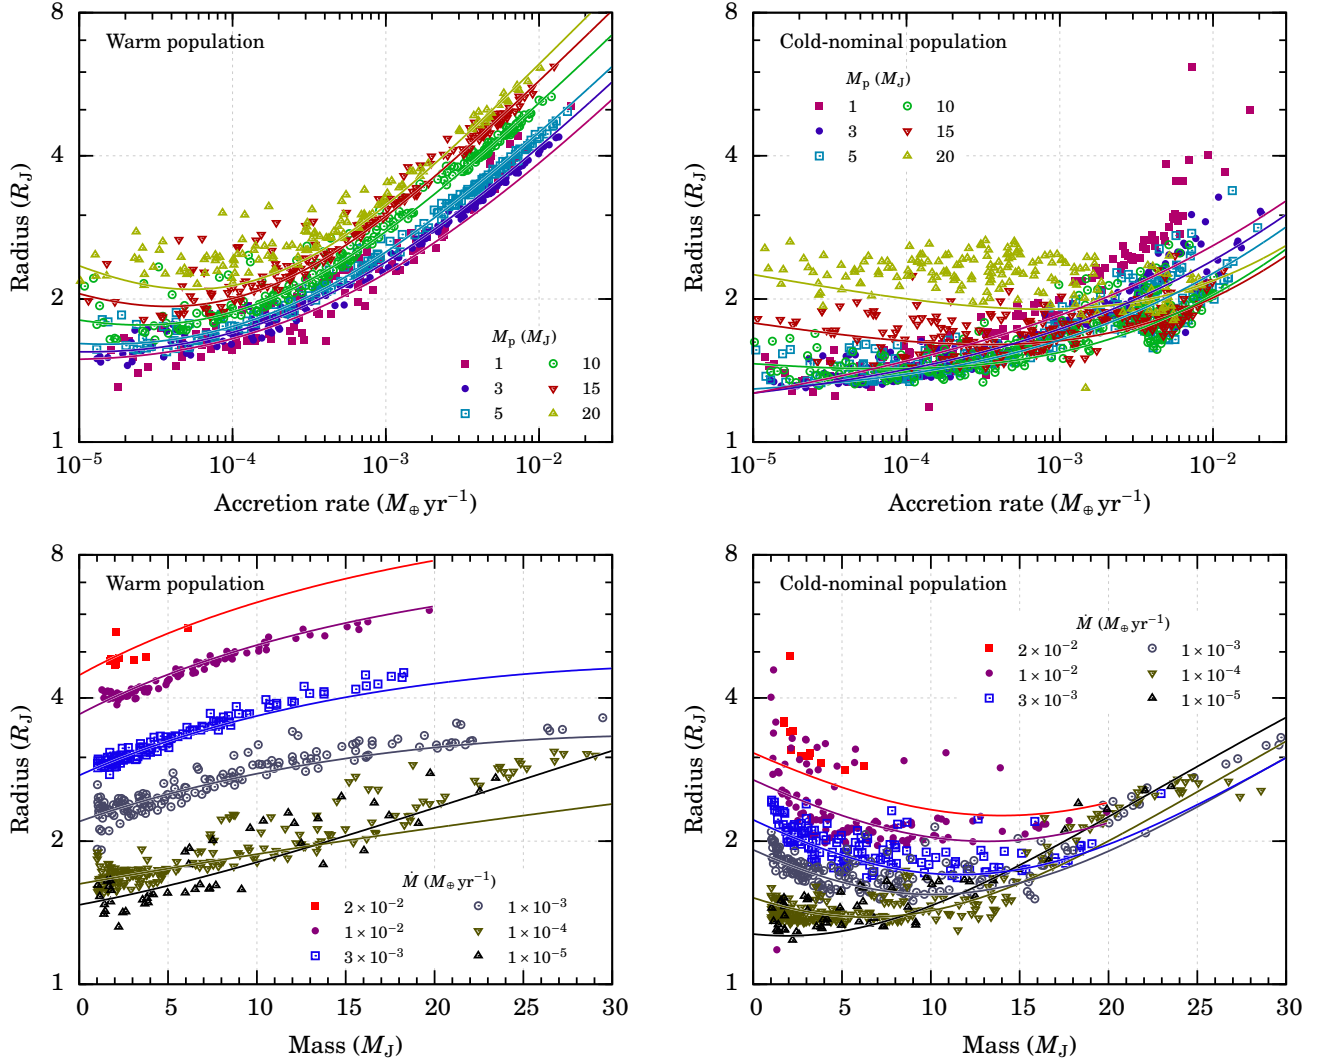 8
4
2
1
Radius (R_J)
Warm population
M_p (M_J)
1 10
3 15
5 20
10⁻⁵ 10⁻⁴ 10⁻³ 10⁻²
Accretion rate (M⊕ yr⁻¹)
8
4
2
1
Radius (R_J)
Cold-nominal population
M_p (M_J)
1 10
3 15
5 20
10⁻⁵ 10⁻⁴ 10⁻³ 10⁻²
Accretion rate (M⊕ yr⁻¹)
8
4
2
1
Radius (R_J)
Warm population
Ṁ (M⊕ yr⁻¹)
2×10⁻² 1×10⁻³
1×10⁻² 1×10⁻⁴
3×10⁻³ 1×10⁻⁵
0 5 10 15 20 25 30
Mass (M_J)
8
4
2
1
Radius (R_J)
Cold-nominal population
Ṁ (M⊕ yr⁻¹)
2×10⁻² 1×10⁻³
1×10⁻² 1×10⁻⁴
3×10⁻³ 1×10⁻⁵
0 5 10 15 20 25 30
Mass (M_J)